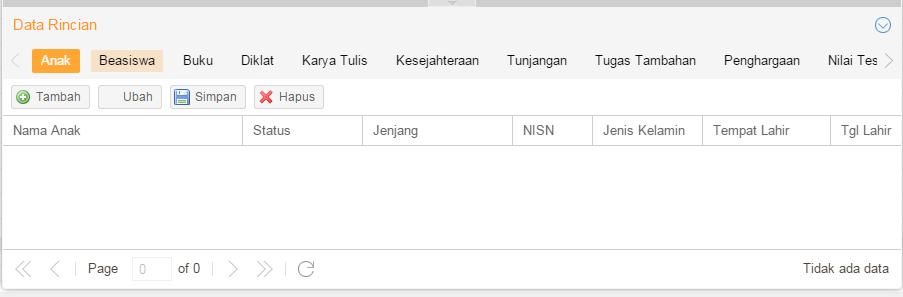 Data Rincian
Anak Beasiswa Buku Diklat Karya Tulis Kesejahteraan Tunjangan Tugas Tambahan Penghargaan Nilai Tes
Tambah Ubah Simpan Hapus
Nama Anak Status Jenjang NISN Jenis Kelamin Tempat Lahir Tgl Lahir
Page 0 of 0 Tidak ada data